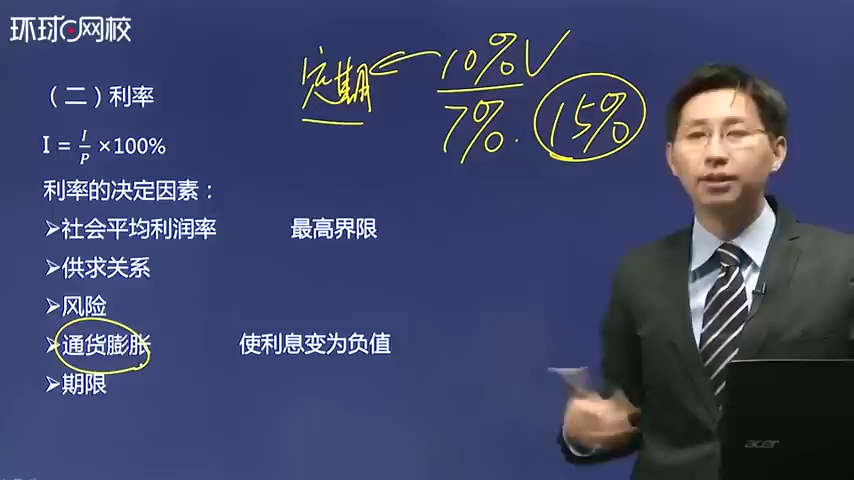 环球网校
定期 10% √
7%. 15%
（二）利率
I = I/P ×100%
利率的决定因素：
➢社会平均利润率 最高界限
➢供求关系
➢风险
➢通货膨胀 使利息变为负值
➢期限
acer